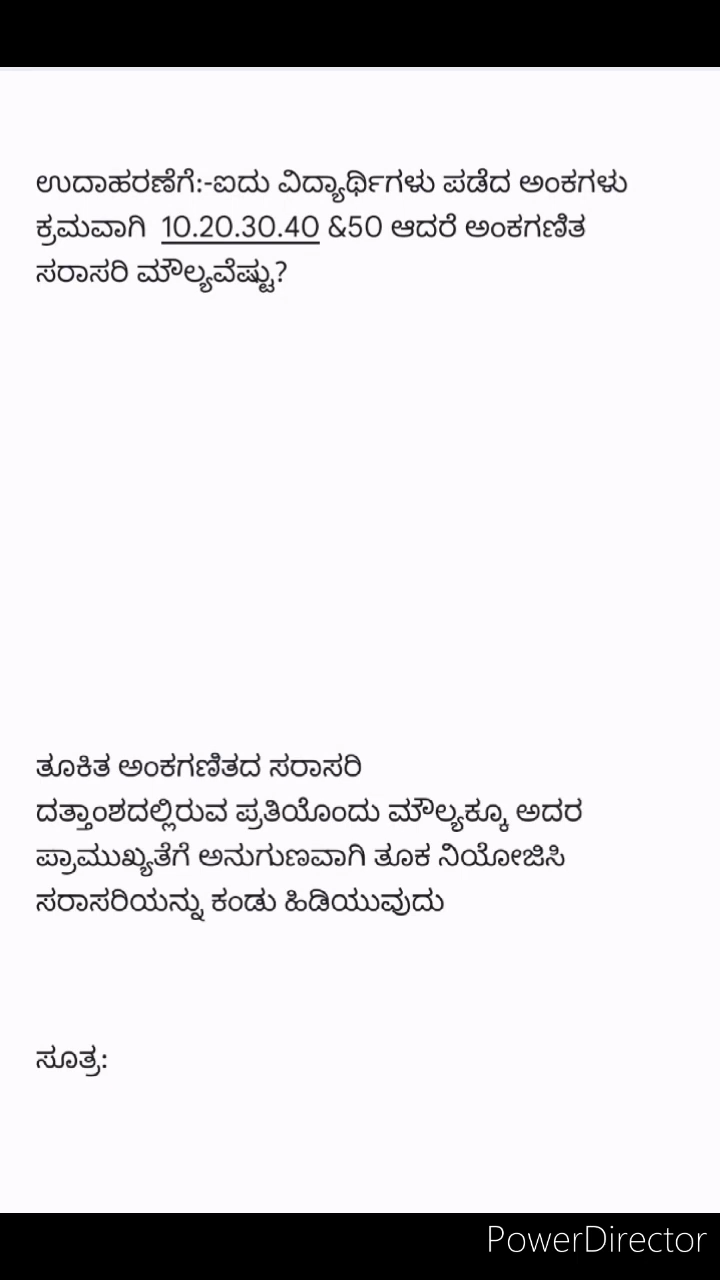 ಉದಾಹರಣೆಗೆ:-ಐದು ವಿದ್ಯಾರ್ಥಿಗಳು ಪಡೆದ ಅಂಕಗಳು
ಕ್ರಮವಾಗಿ 10.20.30.40 &50 ಆದರೆ ಅಂಕಗಣಿತ
ಸರಾಸರಿ ಮೌಲ್ಯವೆಷ್ಟು?
ತೂಕಿತ ಅಂಕಗಣಿತದ ಸರಾಸರಿ
ದತ್ತಾಂಶದಲ್ಲಿರುವ ಪ್ರತಿಯೊಂದು ಮೌಲ್ಯಕ್ಕೂ ಅದರ
ಪ್ರಾಮುಖ್ಯತೆಗೆ ಅನುಗುಣವಾಗಿ ತೂಕ ನಿಯೋಜಿಸಿ
ಸರಾಸರಿಯನ್ನು ಕಂಡು ಹಿಡಿಯುವುದು
ಸೂತ್ರ:
PowerDirector